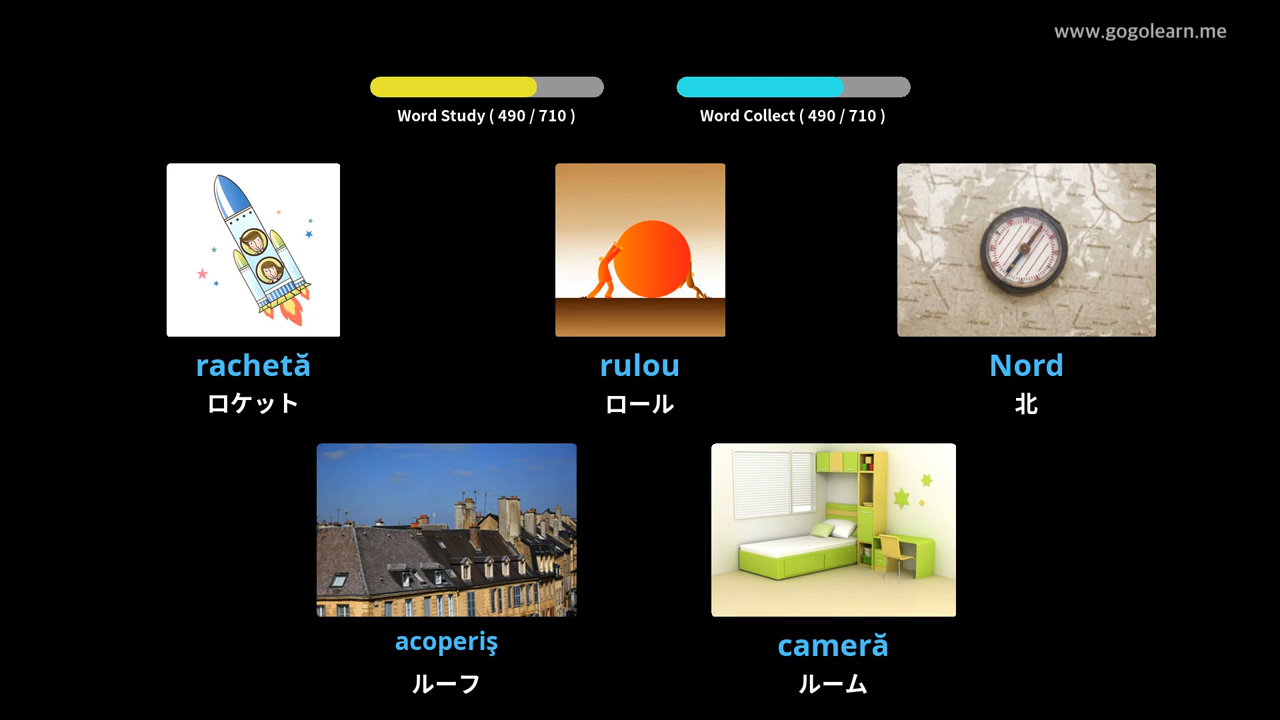 www.gogolearn.me
Word Study ( 490 / 710 )
Word Collect ( 490 / 710 )
rachetă
ロケット
rulou
ロール
Nord
北
acoperiş
ルーフ
cameră
ルーム